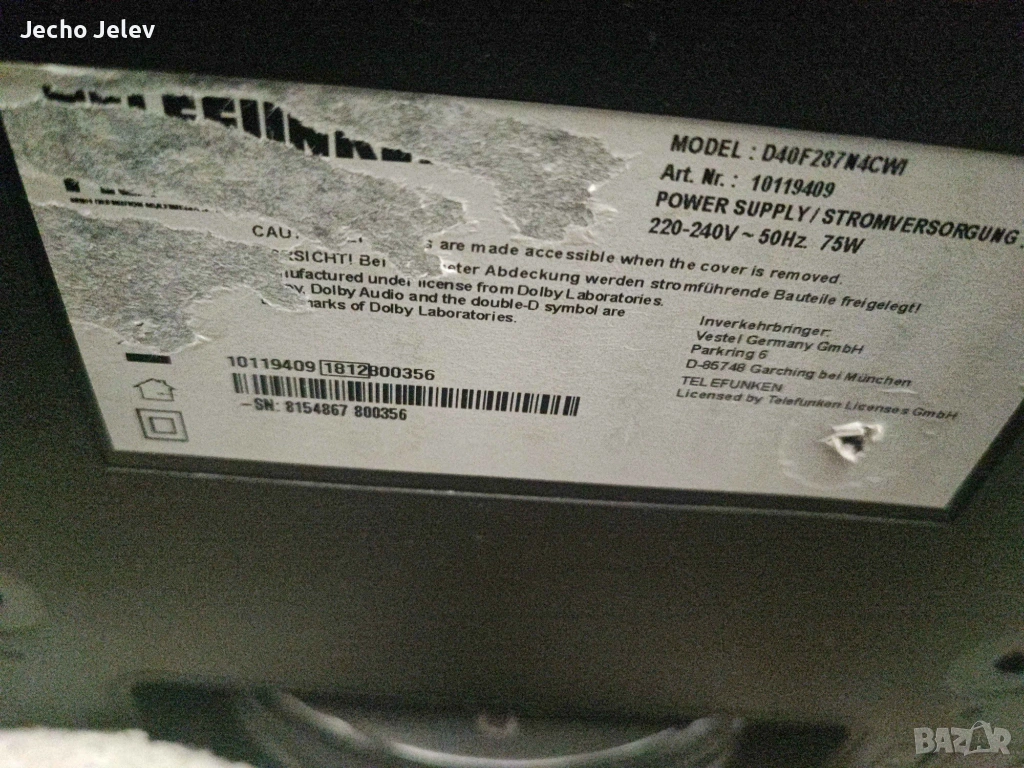 Jecho Jelev
MODEL : D40F287N4CWI
Art. Nr. : 10119409
POWER SUPPLY / STROMVERSORGUNG
220-240V ~ 50Hz. 75W
are made accessible when the cover is removed.
Abdeckung werden stromführende Bauteile freigelegt!
license from Dolby Laboratories.
Dolby Audio and the double-D symbol are
of Dolby Laboratories.
Inverkehrbringer:
Vestel Germany GmbH
Parkring 6
D-85748 Garching bei München
TELEFUNKEN
Licensed by Telefunken Licenses GmbH
10119409 1812800356
SN: 8154867 800356
BAZAR